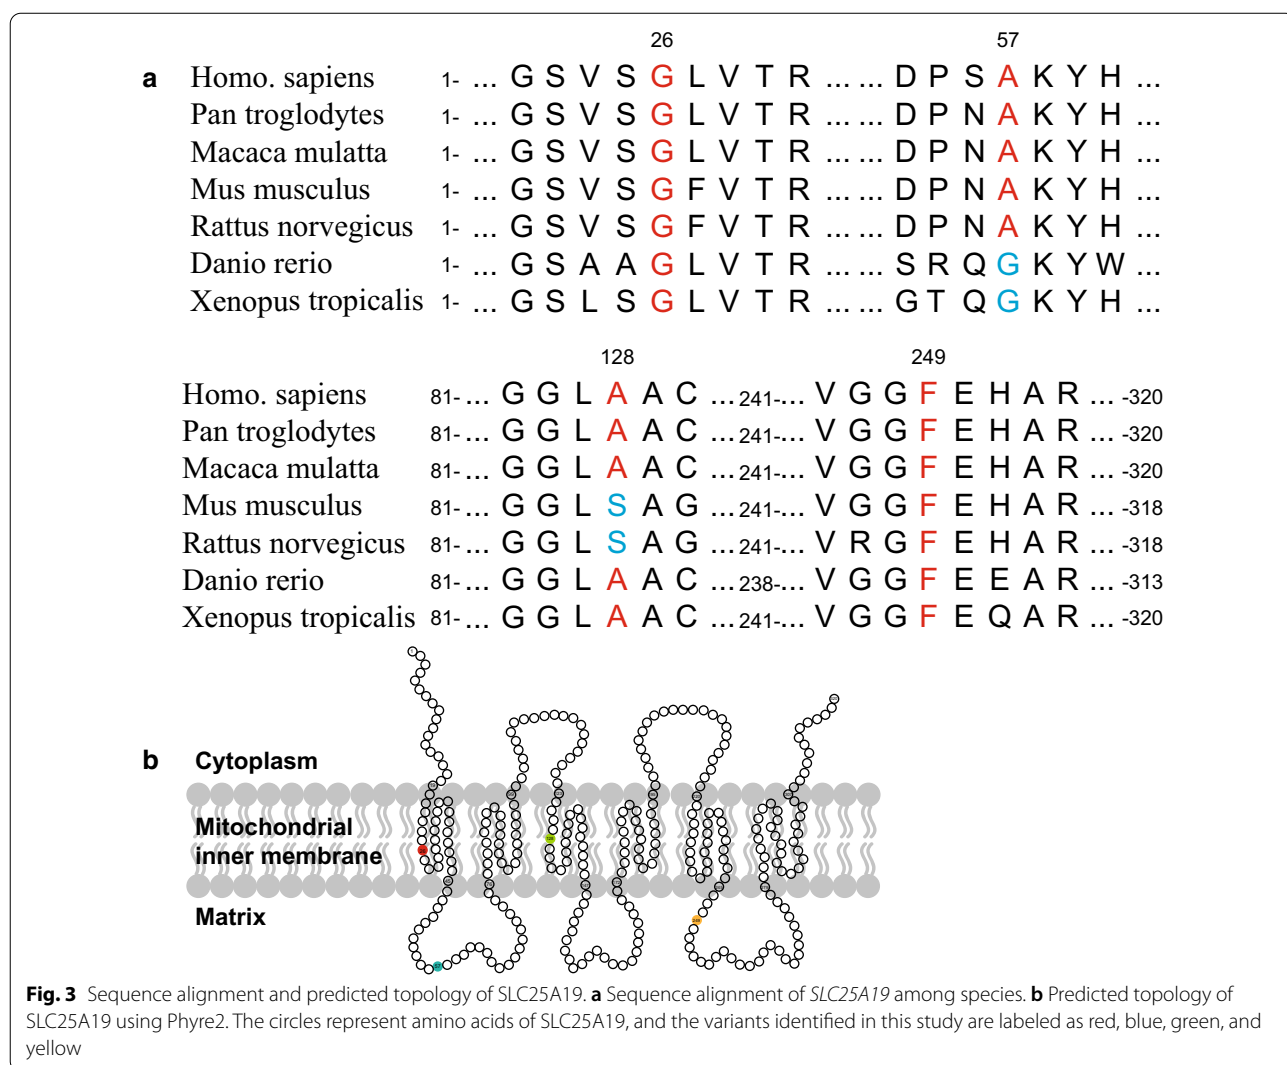 26 57
a Homo. sapiens 1- ... G S V S G L V T R ... ... D P S A K Y H ...
Pan troglodytes 1- ... G S V S G L V T R ... ... D P N A K Y H ...
Macaca mulatta 1- ... G S V S G L V T R ... ... D P N A K Y H ...
Mus musculus 1- ... G S V S G F V T R ... ... D P N A K Y H ...
Rattus norvegicus 1- ... G S V S G F V T R ... ... D P N A K Y H ...
Danio rerio 1- ... G S A A G L V T R ... ... S R Q G K Y W ...
Xenopus tropicalis 1- ... G S L S G L V T R ... ... G T Q G K Y H ...
128 249
Homo. sapiens 81- ... G G L A A C ... 241-... V G G F E H A R ... -320
Pan troglodytes 81- ... G G L A A C ... 241-... V G G F E H A R ... -320
Macaca mulatta 81- ... G G L A A C ... 241-... V G G F E H A R ... -320
Mus musculus 81- ... G G L S A G ... 241-... V G G F E H A R ... -318
Rattus norvegicus 81- ... G G L S A G ... 241-... V R G F E H A R ... -318
Danio rerio 81- ... G G L A A C ... 238-... V G G F E E A R ... -313
Xenopus tropicalis 81- ... G G L A A C ... 241-... V G G F E Q A R ... -320
b Cytoplasm
Mitochondrial
inner membrane
Matrix
Fig. 3 Sequence alignment and predicted topology of SLC25A19. a Sequence alignment of SLC25A19 among species. b Predicted topology of
SLC25A19 using Phyre2. The circles represent amino acids of SLC25A19, and the variants identified in this study are labeled as red, blue, green, and
yellow